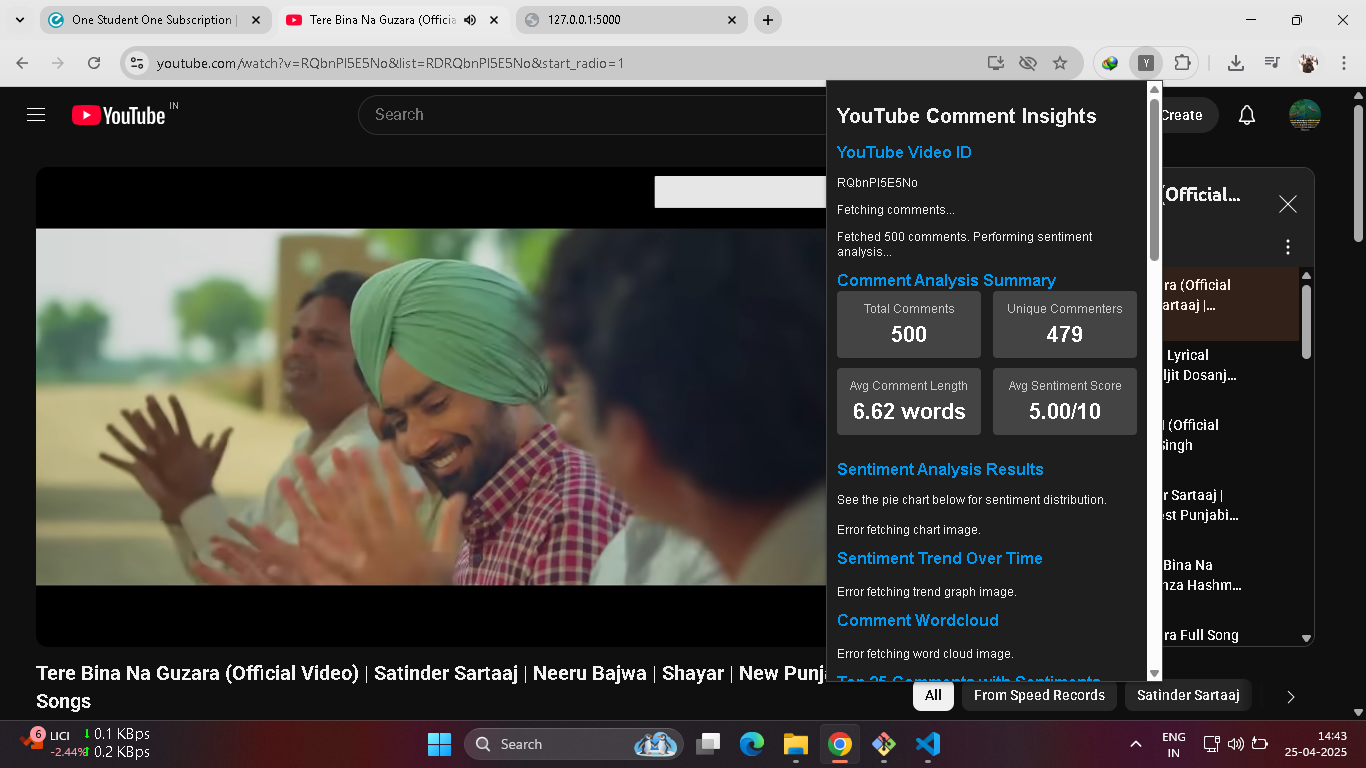 One Student One Subscription |
Tere Bina Na Guzara (Officia
127.0.0.1:5000
youtube.com/watch?v=RQbnPI5E5No&list=RDRQbnPI5E5No&start_radio=1
Y
YouTube IN
Search
Create
YouTube Comment Insights
YouTube Video ID
RQbnPI5E5No
Fetching comments...
Fetched 500 comments. Performing sentiment
analysis...
Comment Analysis Summary
Total Comments
500
Unique Commenters
479
Avg Comment Length
6.62 words
Avg Sentiment Score
5.00/10
Sentiment Analysis Results
See the pie chart below for sentiment distribution.
Error fetching chart image.
Sentiment Trend Over Time
Error fetching trend graph image.
Comment Wordcloud
Error fetching word cloud image.
Top 25 Comments with Sentiments
(Official...
ra (Official
artaaj |...
Lyrical
ljit Dosanj...
(Official
ingh
r Sartaaj |
est Punjabi...
Bina Na
nza Hashm...
ra Full Song
Tere Bina Na Guzara (Official Video) | Satinder Sartaaj | Neeru Bajwa | Shayar | New Punja
Songs
All
From Speed Records
Satinder Sartaaj
6
LICI
-2.44%
0.1 KBps
0.2 KBps
Search
ENG
IN
14:43
25-04-2025